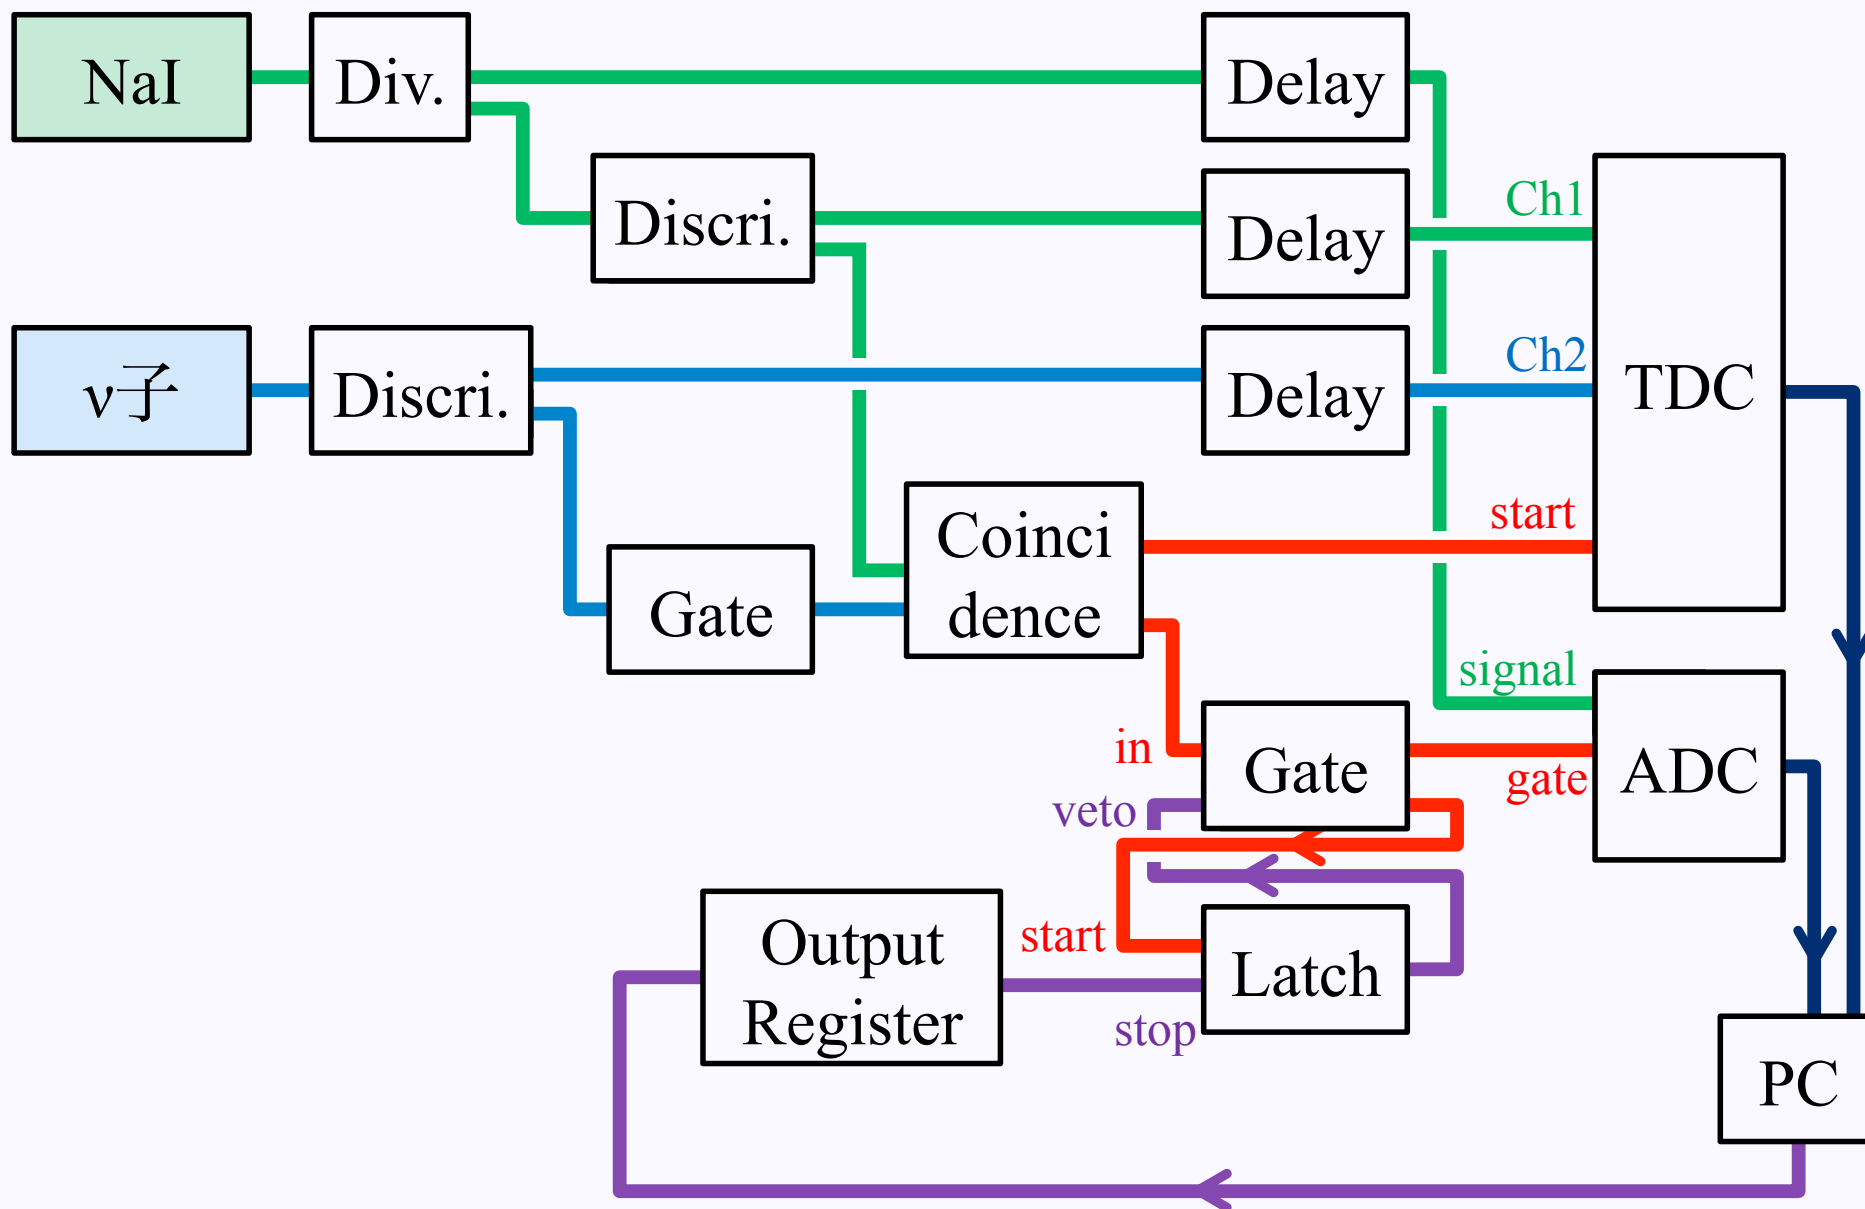 NaI
Div.
Delay
Discri.
Delay
Ch1
ν子
Discri.
Delay
Ch2
TDC
Coinci
dence
start
Gate
signal
in
Gate
gate
ADC
veto
Output
Register
start
Latch
stop
PC